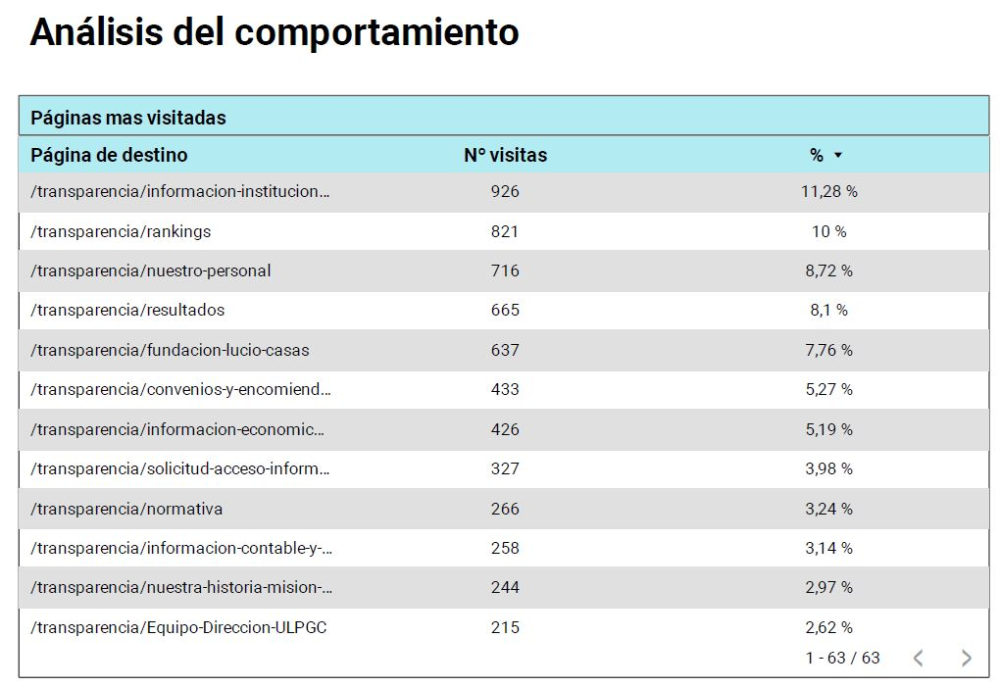 Análisis del comportamiento
Páginas mas visitadas
Página de destino Nº visitas %
/transparencia/informacion-institucion... 926 11,28 %
/transparencia/rankings 821 10 %
/transparencia/nuestro-personal 716 8,72 %
/transparencia/resultados 665 8,1 %
/transparencia/fundacion-lucio-casas 637 7,76 %
/transparencia/convenios-y-encomiend... 433 5,27 %
/transparencia/informacion-economic... 426 5,19 %
/transparencia/solicitud-acceso-inform... 327 3,98 %
/transparencia/normativa 266 3,24 %
/transparencia/informacion-contable-y-... 258 3,14 %
/transparencia/nuestra-historia-mision-... 244 2,97 %
/transparencia/Equipo-Direccion-ULPGC 215 2,62 %
1 - 63 / 63